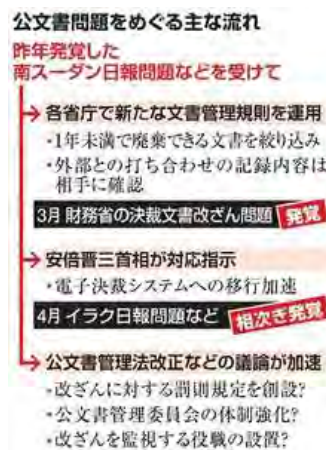 公文書問題をめぐる主な流れ
昨年発覚した
南スーダン日報問題などを受けて
各省庁で新たな文書管理規則を運用
・1年未満で廃棄できる文書を絞り込み
・外部との打ち合わせの記録内容は
相手に確認
3月 財務省の決裁文書改ざん問題 発覚
安倍晋三首相が対応指示
・電子決裁システムへの移行加速
4月 イラク日報問題など 相次ぎ発覚
公文書管理法改正などの議論が加速
・改ざんに対する罰則規定を創設?
・公文書管理委員会の体制強化?
・改ざんを監視する役職の設置?